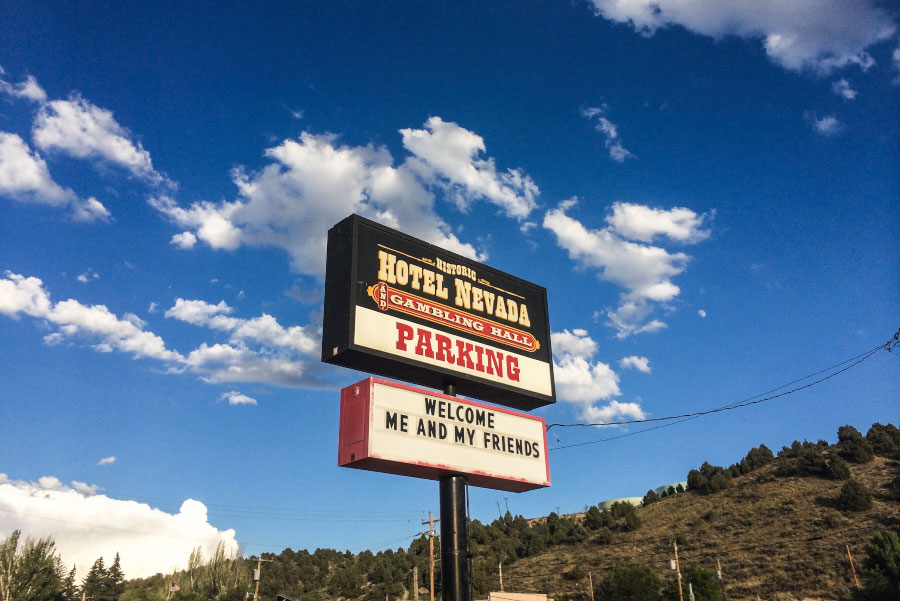 HISTORIC
HOTEL NEVADA
AND GAMBLING HALL
PARKING
WELCOME
ME AND MY FRIENDS